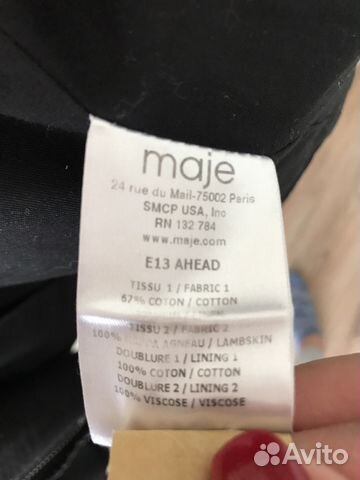 maje
24 rue du Mail-75002 Paris
SMCP USA, Inc
RN 132 784
www.maje.com
E13 AHEAD
TISSU 1 / FABRIC 1
67% COTON / COTTON
TISSU 2 / FABRIC 2
100% AGNEAU / LAMBSKIN
DOUBLURE 1 / LINING 1
100% COTON / COTTON
DOUBLURE 2 / LINING 2
100% VISCOSE / VISCOSE
Avito